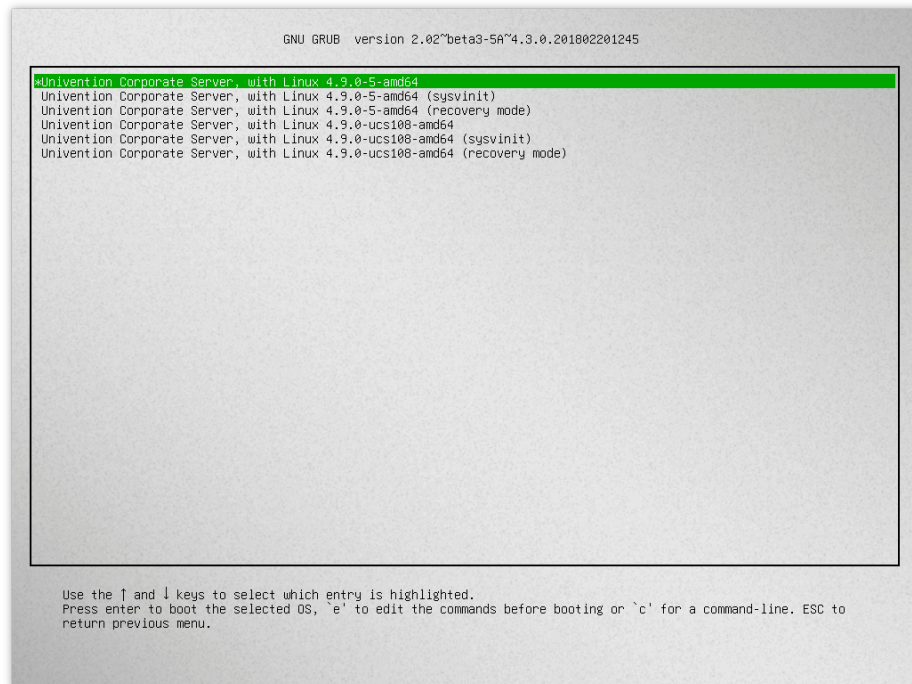 GNU GRUB  version 2.02~beta3-5A~4.3.0.201802201245
*Univention Corporate Server, with Linux 4.9.0-5-amd64
Univention Corporate Server, with Linux 4.9.0-5-amd64 (sysvinit)
Univention Corporate Server, with Linux 4.9.0-5-amd64 (recovery mode)
Univention Corporate Server, with Linux 4.9.0-ucs108-amd64
Univention Corporate Server, with Linux 4.9.0-ucs108-amd64 (sysvinit)
Univention Corporate Server, with Linux 4.9.0-ucs108-amd64 (recovery mode)
Use the ↑ and ↓ keys to select which entry is highlighted.
Press enter to boot the selected OS, `e' to edit the commands before booting or `c' for a command-line. ESC to
return previous menu.